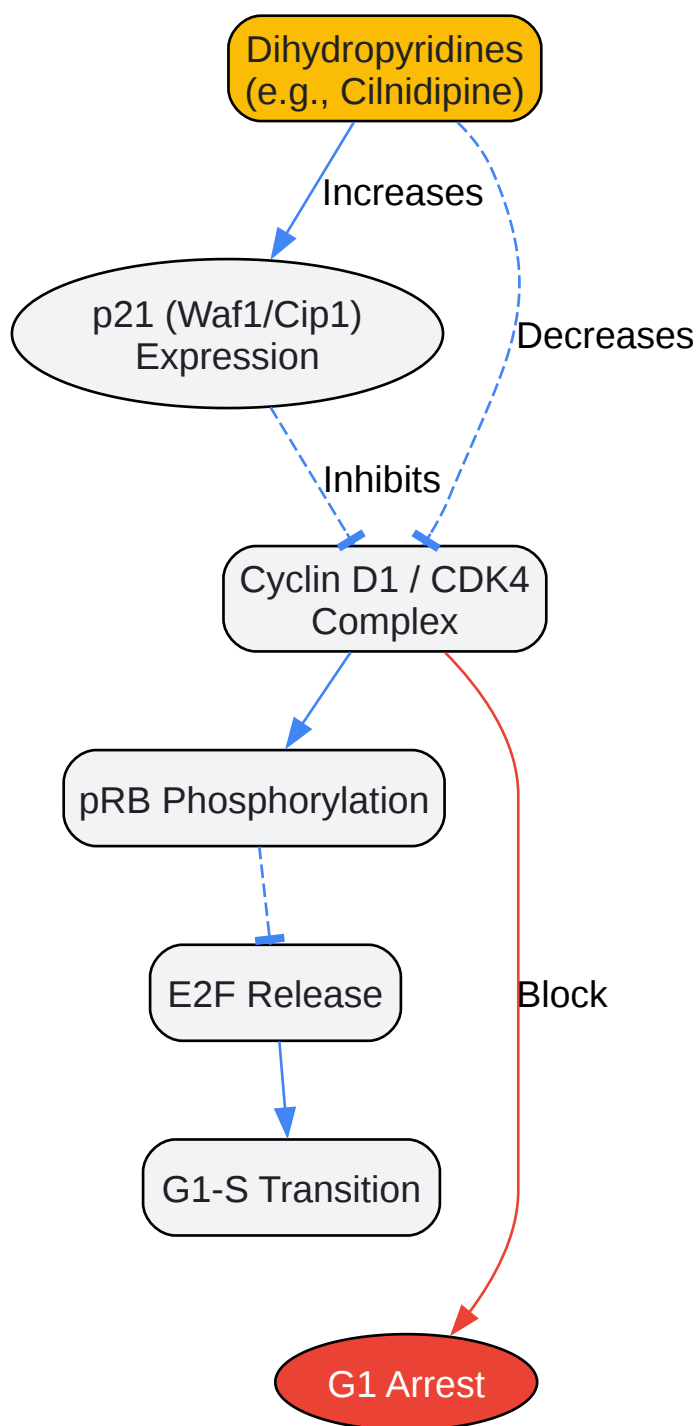 Dihydropyridines
(e.g., Cilnidipine)
Increases
p21 (Waf1/Cip1)
Expression
Decreases
Inhibits
Cyclin D1 / CDK4
Complex
pRB Phosphorylation
E2F Release
Block
G1-S Transition
G1 Arrest